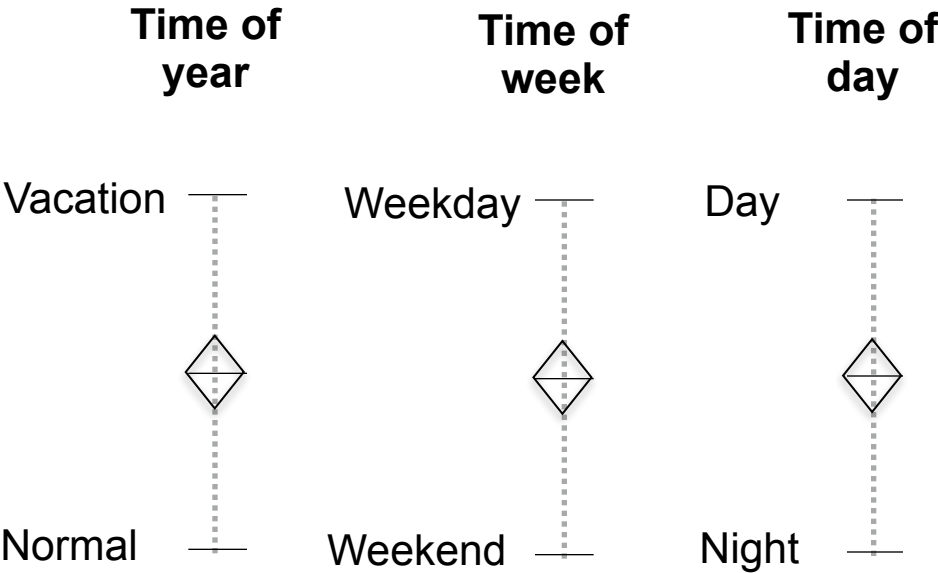 Time of
year
Time of
week
Time of
day
Vacation
Weekday
Day
Normal
Weekend
Night